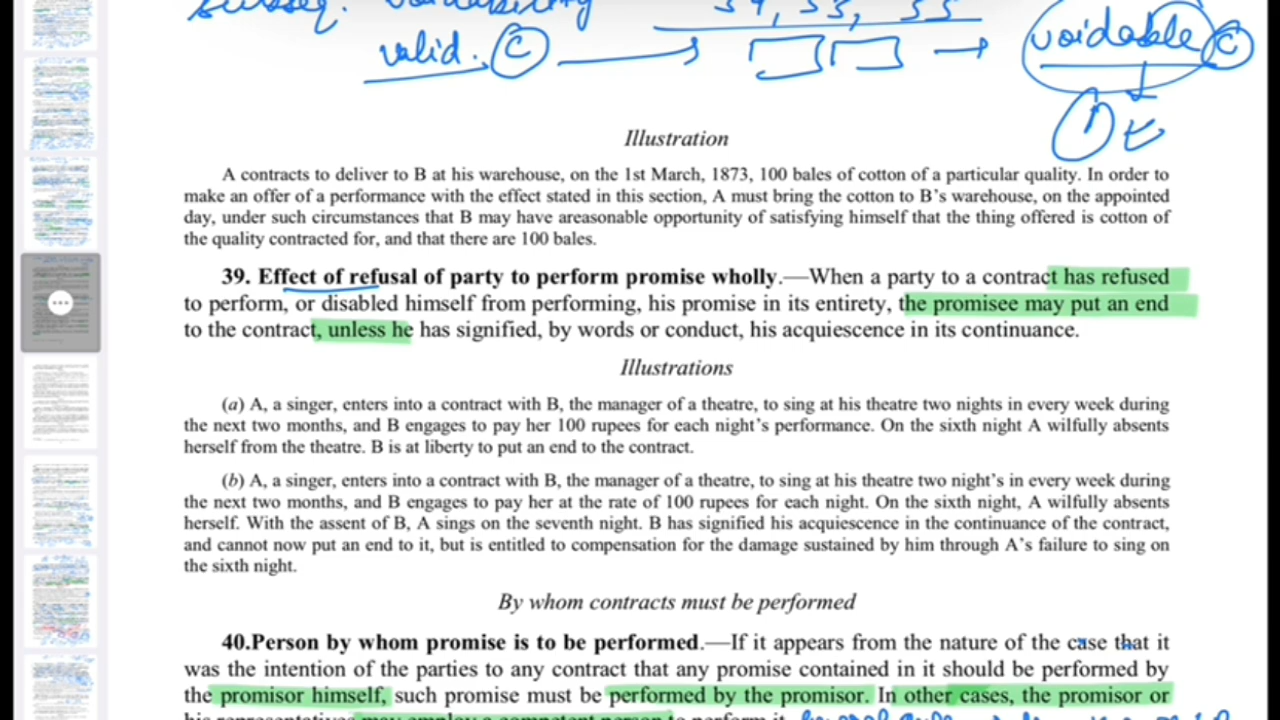 subseq. voidability
39, 53, 55
valid. C
voidable C
Illustration
A contracts to deliver to B at his warehouse, on the 1st March, 1873, 100 bales of cotton of a particular quality. In order to
make an offer of a performance with the effect stated in this section, A must bring the cotton to B’s warehouse, on the appointed
day, under such circumstances that B may have areasonable opportunity of satisfying himself that the thing offered is cotton of
the quality contracted for, and that there are 100 bales.
39. Effect of refusal of party to perform promise wholly.—When a party to a contract has refused
to perform, or disabled himself from performing, his promise in its entirety, the promisee may put an end
to the contract, unless he has signified, by words or conduct, his acquiescence in its continuance.
Illustrations
(a) A, a singer, enters into a contract with B, the manager of a theatre, to sing at his theatre two nights in every week during
the next two months, and B engages to pay her 100 rupees for each night’s performance. On the sixth night A wilfully absents
herself from the theatre. B is at liberty to put an end to the contract.
(b) A, a singer, enters into a contract with B, the manager of a theatre, to sing at his theatre two night’s in every week during
the next two months, and B engages to pay her at the rate of 100 rupees for each night. On the sixth night, A wilfully absents
herself. With the assent of B, A sings on the seventh night. B has signified his acquiescence in the continuance of the contract,
and cannot now put an end to it, but is entitled to compensation for the damage sustained by him through A’s failure to sing on
the sixth night.
By whom contracts must be performed
40.Person by whom promise is to be performed.—If it appears from the nature of the case that it
was the intention of the parties to any contract that any promise contained in it should be performed by
the promisor himself, such promise must be performed by the promisor. In other cases, the promisor or
his representatives may employ a competent person to perform it.